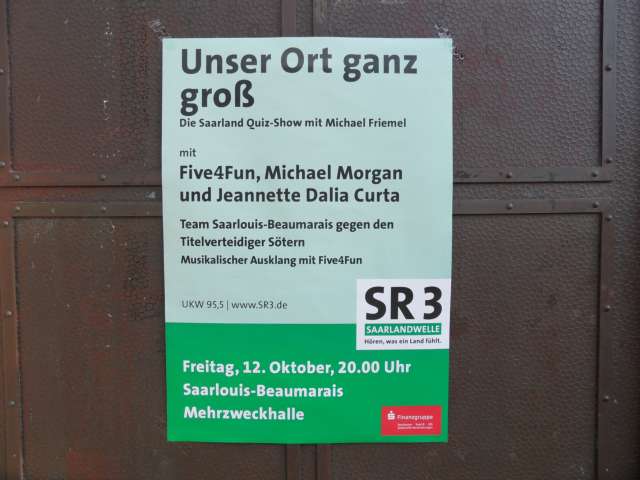 Unser Ort ganz
groß
Die Saarland Quiz-Show mit Michael Friemel
mit
Five4Fun, Michael Morgan
und Jeannette Dalia Curta
Team Saarlouis-Beaumarais gegen den
Titelverteidiger Sötern
Musikalischer Ausklang mit Five4Fun
UKW 95,5 | www.SR3.de
SR 3
SAARLANDWELLE
Hören, was ein Land fühlt.
Freitag, 12. Oktober, 20.00 Uhr
Saarlouis-Beaumarais
Mehrzweckhalle
Finanzgruppe